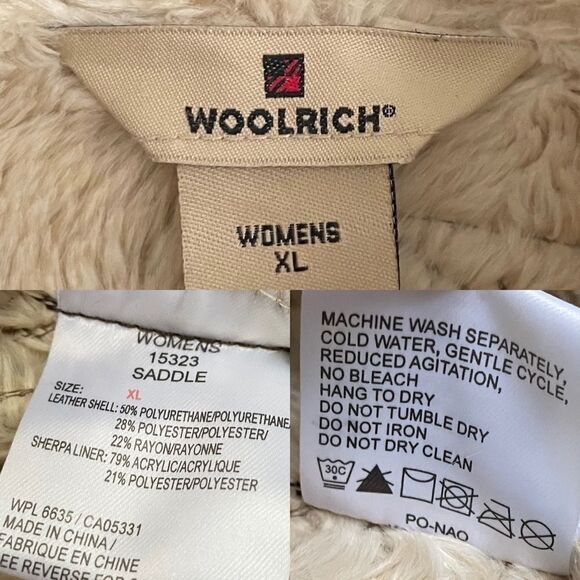 WOOLRICH®
WOMENS
XL
WOMENS
15323
SADDLE
SIZE: XL
LEATHER SHELL: 50% POLYURETHANE/POLYURETHANE
28% POLYESTER/POLYESTER/
22% RAYON/RAYONNE
SHERPA LINER: 79% ACRYLIC/ACRYLIQUE
21% POLYESTER/POLYESTER
WPL 6635 / CA05331
MADE IN CHINA /
FABRIQUE EN CHINE
SEE REVERSE FOR
MACHINE WASH SEPARATELY,
COLD WATER, GENTLE CYCLE,
REDUCED AGITATION,
NO BLEACH
HANG TO DRY
DO NOT TUMBLE DRY
DO NOT IRON
DO NOT DRY CLEAN
30C
PO-NAO